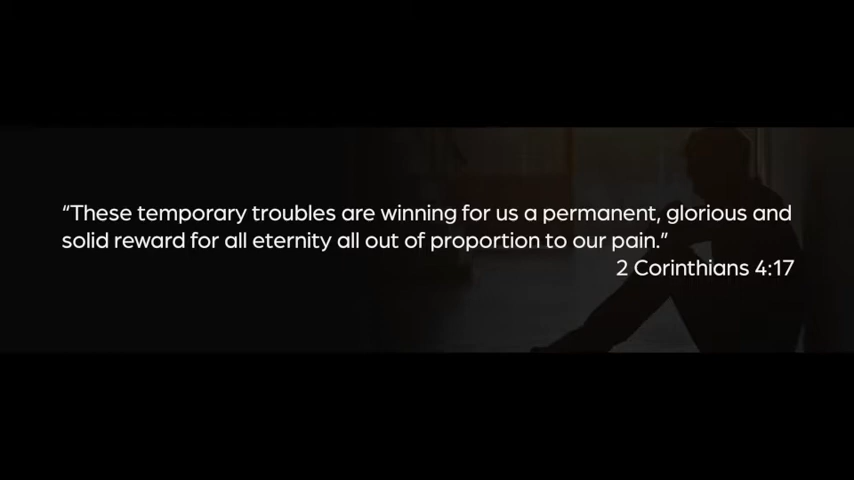 “These temporary troubles are winning for us a permanent, glorious and
solid reward for all eternity all out of proportion to our pain.”
2 Corinthians 4:17